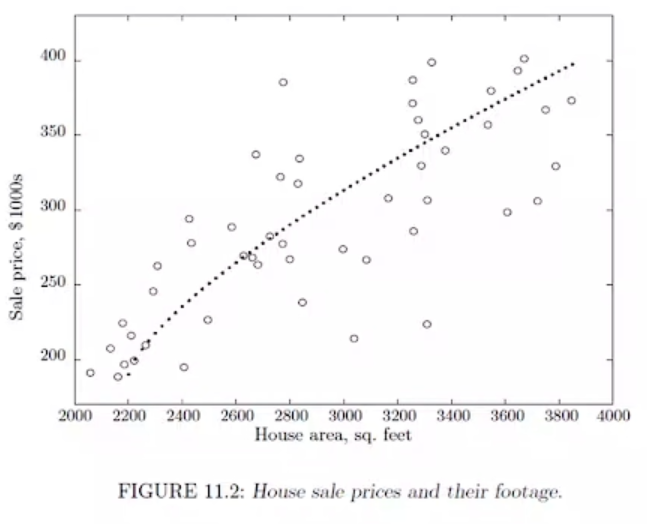 400
350
300
250
200
Sale price, $ 1000s
2000 2200 2400 2600 2800 3000 3200 3400 3600 3800 4000
House area, sq. feet
FIGURE 11.2: House sale prices and their footage.